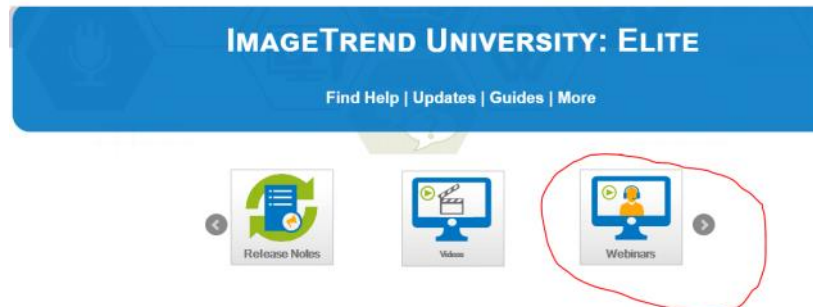 IMAGETREND UNIVERSITY: ELITE
Find Help | Updates | Guides | More
Release Notes
Videos
Webinars